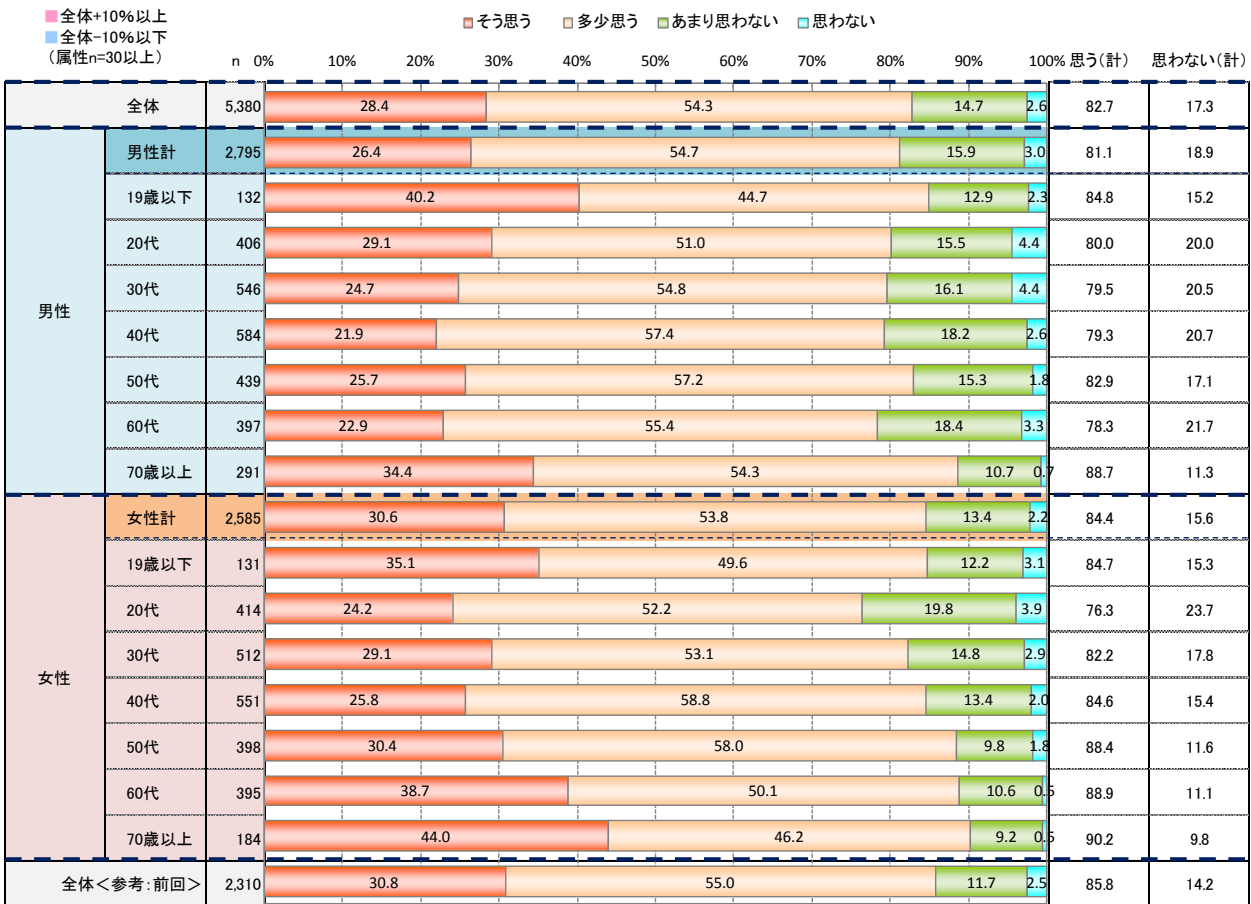 全体+10%以上
全体-10%以下
(属性n=30以上)
そう思う 多少思う あまり思わない 思わない
n 0% 10% 20% 30% 40% 50% 60% 70% 80% 90% 100% 思う(計) 思わない(計)
全体 5,380 28.4 54.3 14.7 2.6 82.7 17.3
男性
男性計 2,795 26.4 54.7 15.9 3.0 81.1 18.9
19歳以下 132 40.2 44.7 12.9 2.3 84.8 15.2
20代 406 29.1 51.0 15.5 4.4 80.0 20.0
30代 546 24.7 54.8 16.1 4.4 79.5 20.5
40代 584 21.9 57.4 18.2 2.6 79.3 20.7
50代 439 25.7 57.2 15.3 1.8 82.9 17.1
60代 397 22.9 55.4 18.4 3.3 78.3 21.7
70歳以上 291 34.4 54.3 10.7 0.7 88.7 11.3
女性
女性計 2,585 30.6 53.8 13.4 2.2 84.4 15.6
19歳以下 131 35.1 49.6 12.2 3.1 84.7 15.3
20代 414 24.2 52.2 19.8 3.9 76.3 23.7
30代 512 29.1 53.1 14.8 2.9 82.2 17.8
40代 551 25.8 58.8 13.4 2.0 84.6 15.4
50代 398 30.4 58.0 9.8 1.8 88.4 11.6
60代 395 38.7 50.1 10.6 0.5 88.9 11.1
70歳以上 184 44.0 46.2 9.2 0.5 90.2 9.8
全体<参考:前回> 2,310 30.8 55.0 11.7 2.5 85.8 14.2